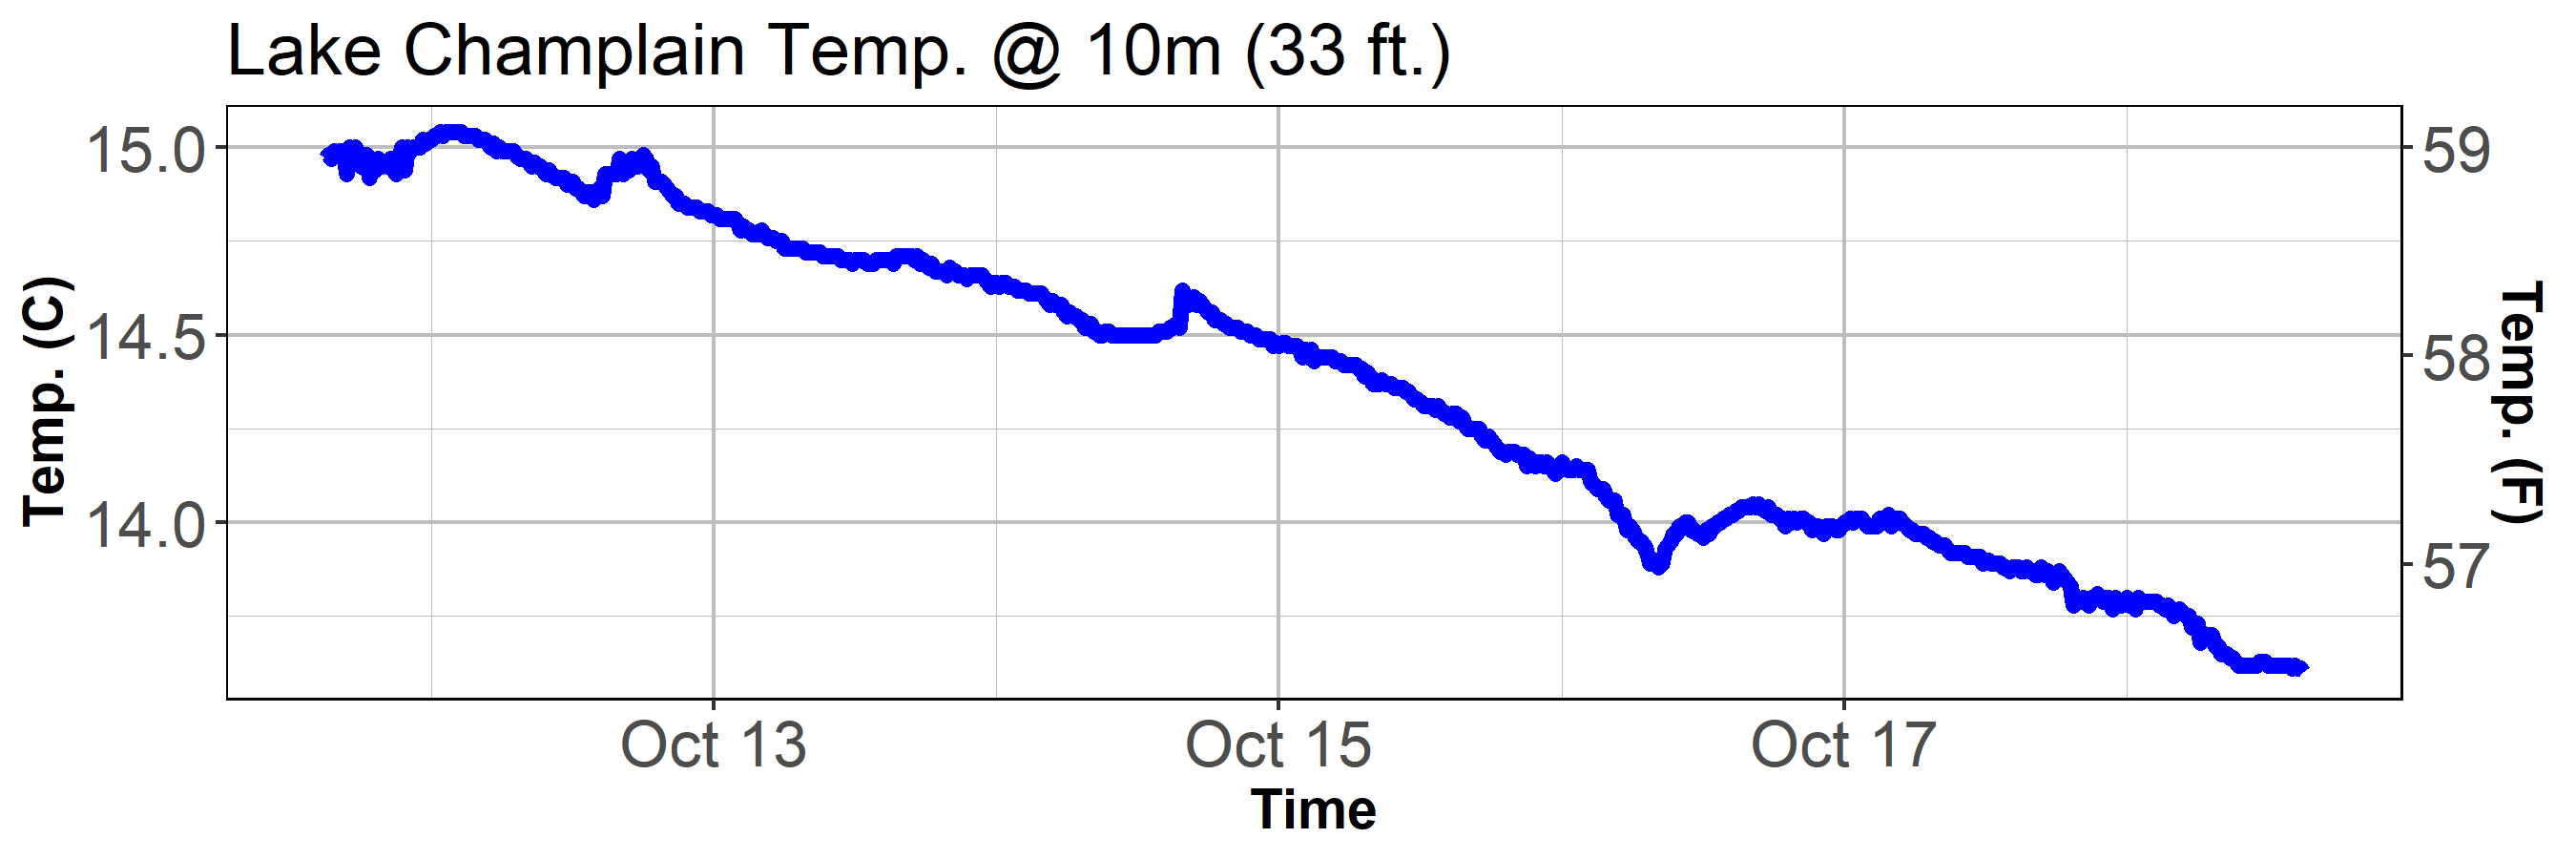 Lake Champlain Temp. @ 10m (33 ft.)
Temp. (C)
15.0
14.5
14.0
59
58
57
Temp. (F)
Oct 13
Oct 15
Oct 17
Time